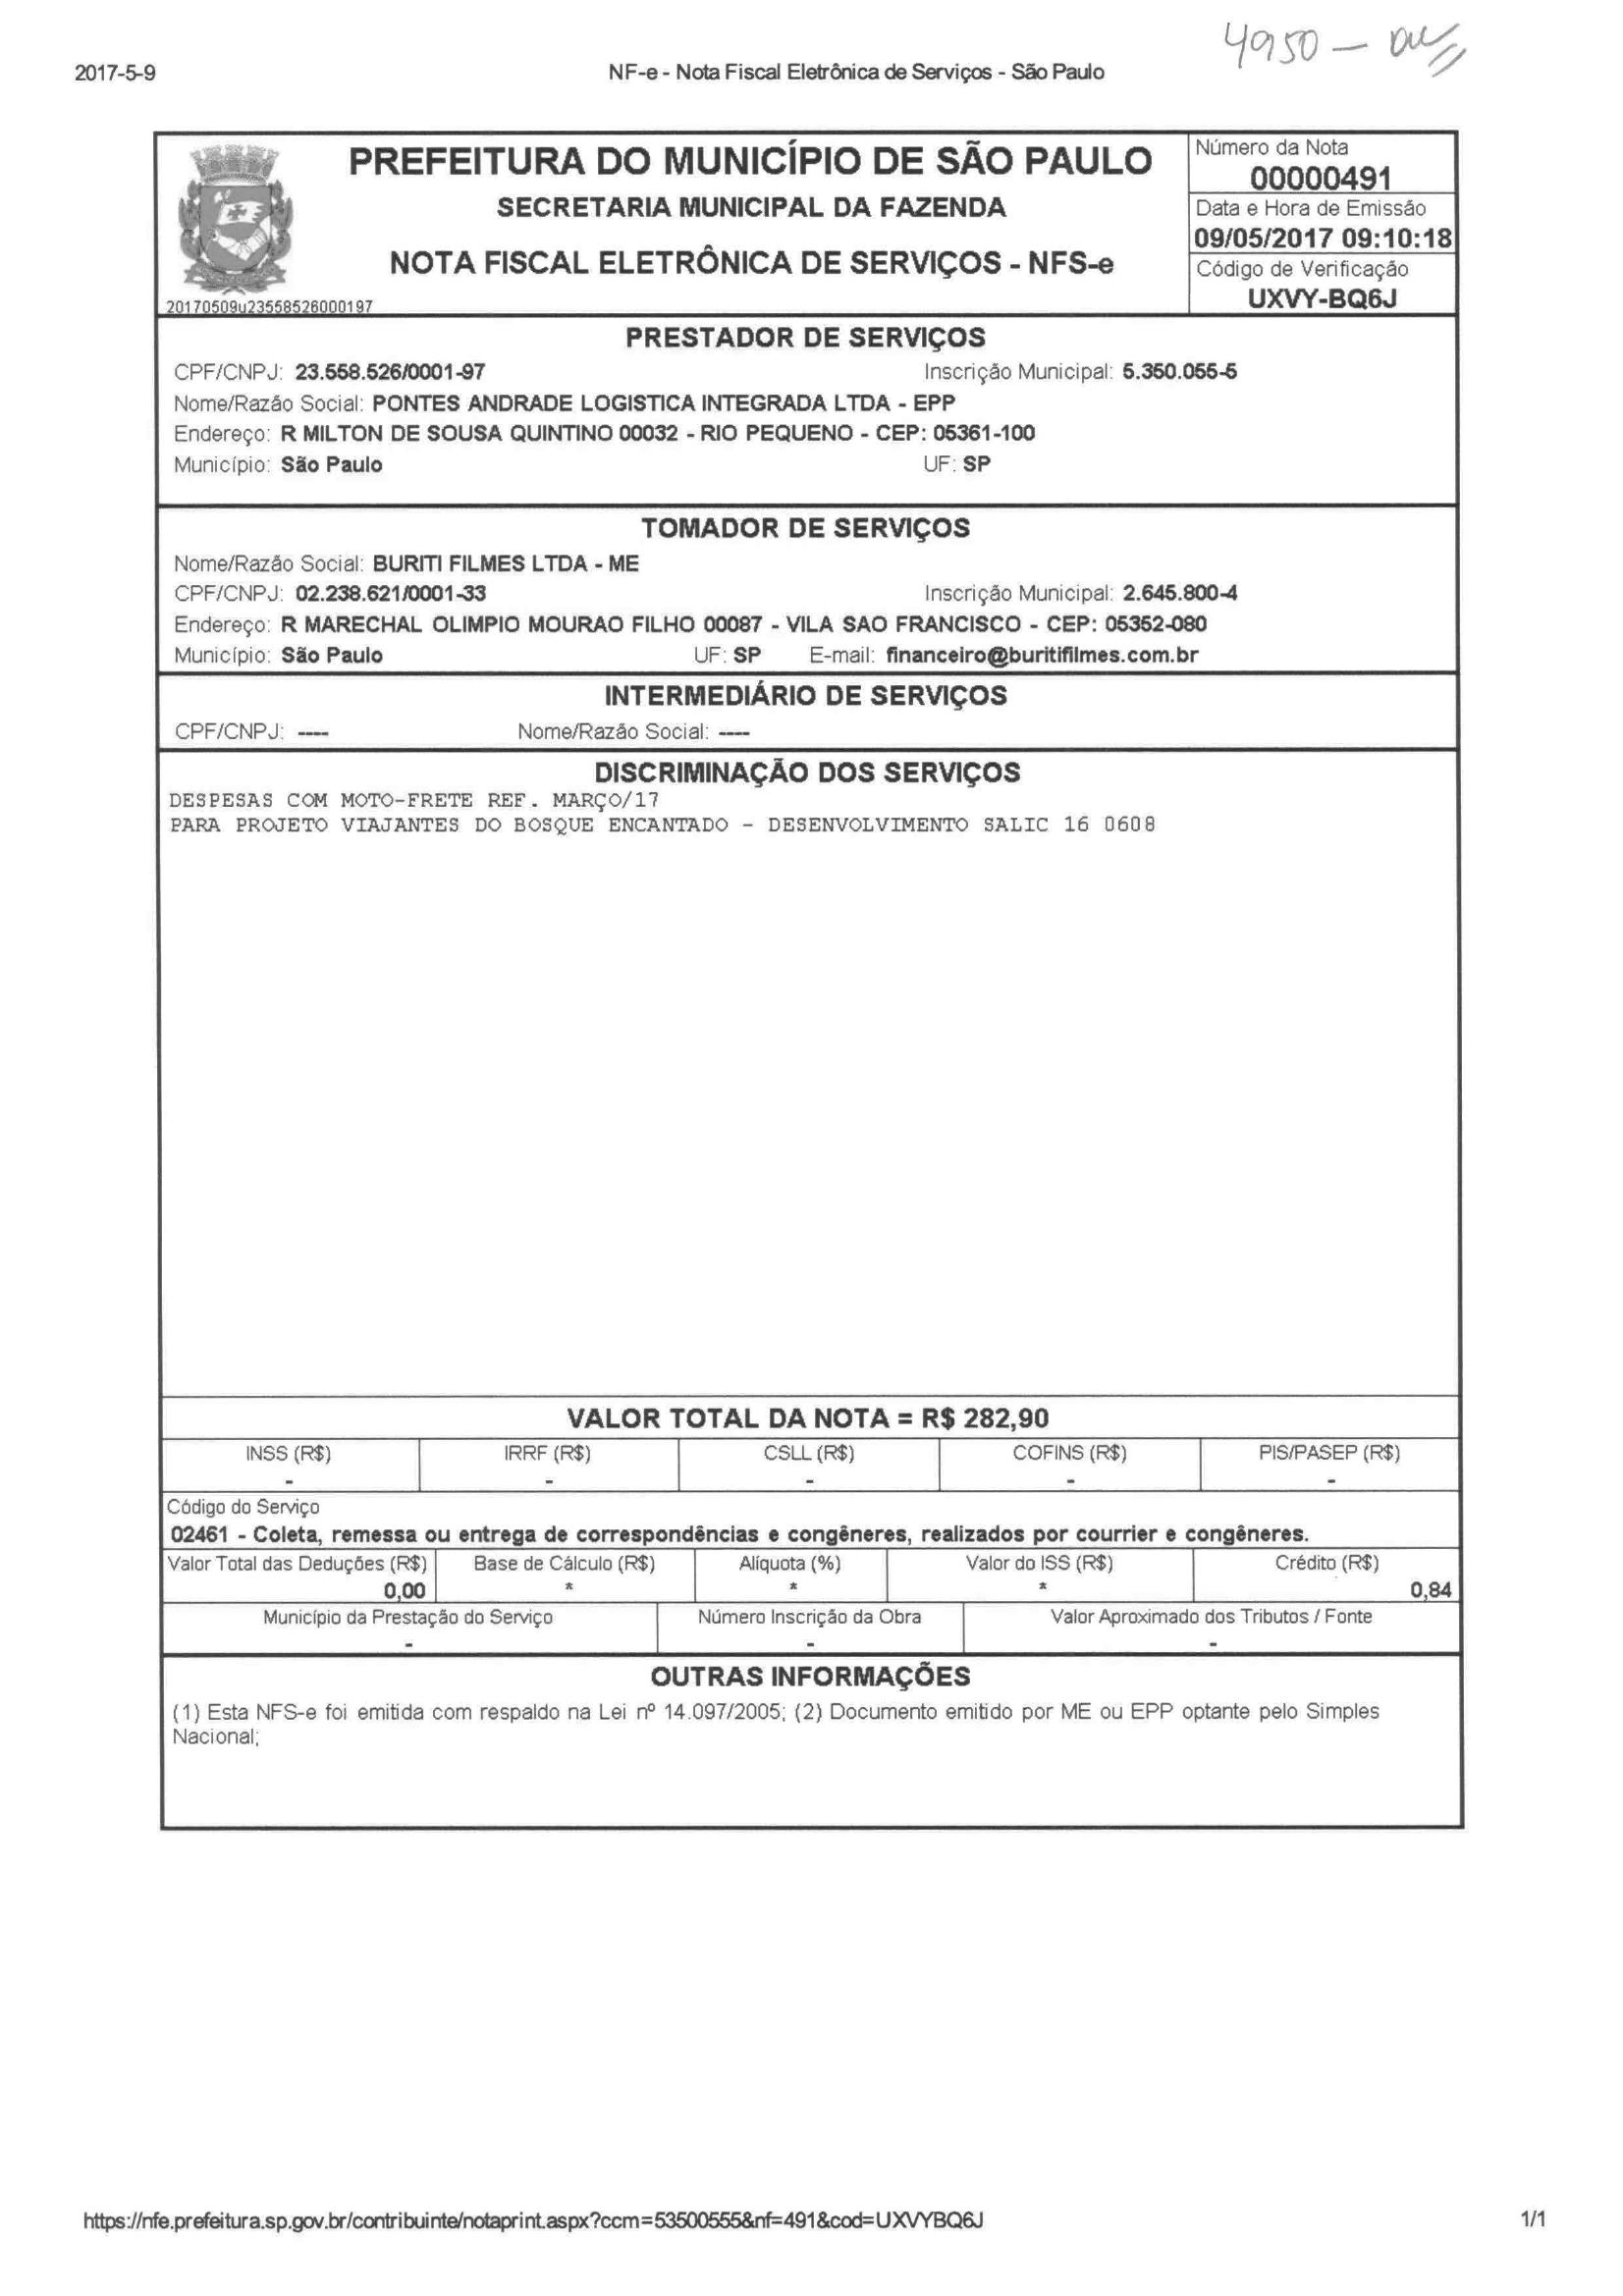 4950 –
2017-5-9
NF-e - Nota Fiscal Eletrônica de Serviços - São Paulo
PREFEITURA DO MUNICÍPIO DE SÃO PAULO
SECRETARIA MUNICIPAL DA FAZENDA
NOTA FISCAL ELETRÔNICA DE SERVIÇOS - NFS-e
20170509u23558526000197
Número da Nota
00000491
Data e Hora de Emissão
09/05/2017 09:10:18
Código de Verificação
UXVY-BQ6J
PRESTADOR DE SERVIÇOS
CPF/CNPJ: 23.558.526/0001-97 Inscrição Municipal: 5.350.055-5
Nome/Razão Social: PONTES ANDRADE LOGISTICA INTEGRADA LTDA - EPP
Endereço: R MILTON DE SOUSA QUINTINO 00032 - RIO PEQUENO - CEP: 05361-100
Município: São Paulo UF: SP
TOMADOR DE SERVIÇOS
Nome/Razão Social: BURITI FILMES LTDA - ME
CPF/CNPJ: 02.238.621/0001-33 Inscrição Municipal: 2.645.800-4
Endereço: R MARECHAL OLIMPIO MOURAO FILHO 00087 - VILA SAO FRANCISCO - CEP: 05352-080
Município: São Paulo UF: SP E-mail: financeiro@buritifilmes.com.br
INTERMEDIÁRIO DE SERVIÇOS
CPF/CNPJ: ---- Nome/Razão Social: ----
DISCRIMINAÇÃO DOS SERVIÇOS
DESPESAS COM MOTO-FRETE REF. MARÇO/17
PARA PROJETO VIAJANTES DO BOSQUE ENCANTADO - DESENVOLVIMENTO SALIC 16 0608
VALOR TOTAL DA NOTA = R$ 282,90
INSS (R$) IRRF (R$) CSLL (R$) COFINS (R$) PIS/PASEP (R$)
- - - - -
Código do Serviço
02461 - Coleta, remessa ou entrega de correspondências e congêneres, realizados por courrier e congêneres.
Valor Total das Deduções (R$) Base de Cálculo (R$) Alíquota (%) Valor do ISS (R$) Crédito (R$)
0,00 * * * 0,84
Município da Prestação do Serviço Número Inscrição da Obra Valor Aproximado dos Tributos / Fonte
- - -
OUTRAS INFORMAÇÕES
(1) Esta NFS-e foi emitida com respaldo na Lei nº 14.097/2005; (2) Documento emitido por ME ou EPP optante pelo Simples
Nacional;
https://nfe.prefeitura.sp.gov.br/contribuinte/notaprint.aspx?ccm=53500555&nf=491&cod=UXVYBQ6J
1/1